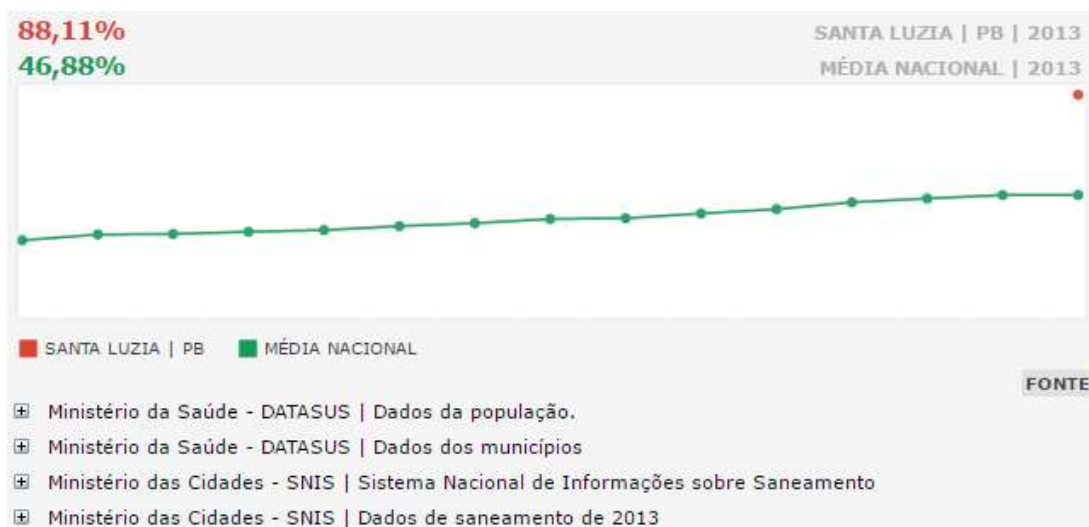 88,11%
SANTA LUZIA | PB | 2013
46,88%
MÉDIA NACIONAL | 2013
SANTA LUZIA | PB
MÉDIA NACIONAL
FONTE
Ministério da Saúde - DATASUS | Dados da população.
Ministério da Saúde - DATASUS | Dados dos municípios
Ministério das Cidades - SNIS | Sistema Nacional de Informações sobre Saneamento
Ministério das Cidades - SNIS | Dados de saneamento de 2013